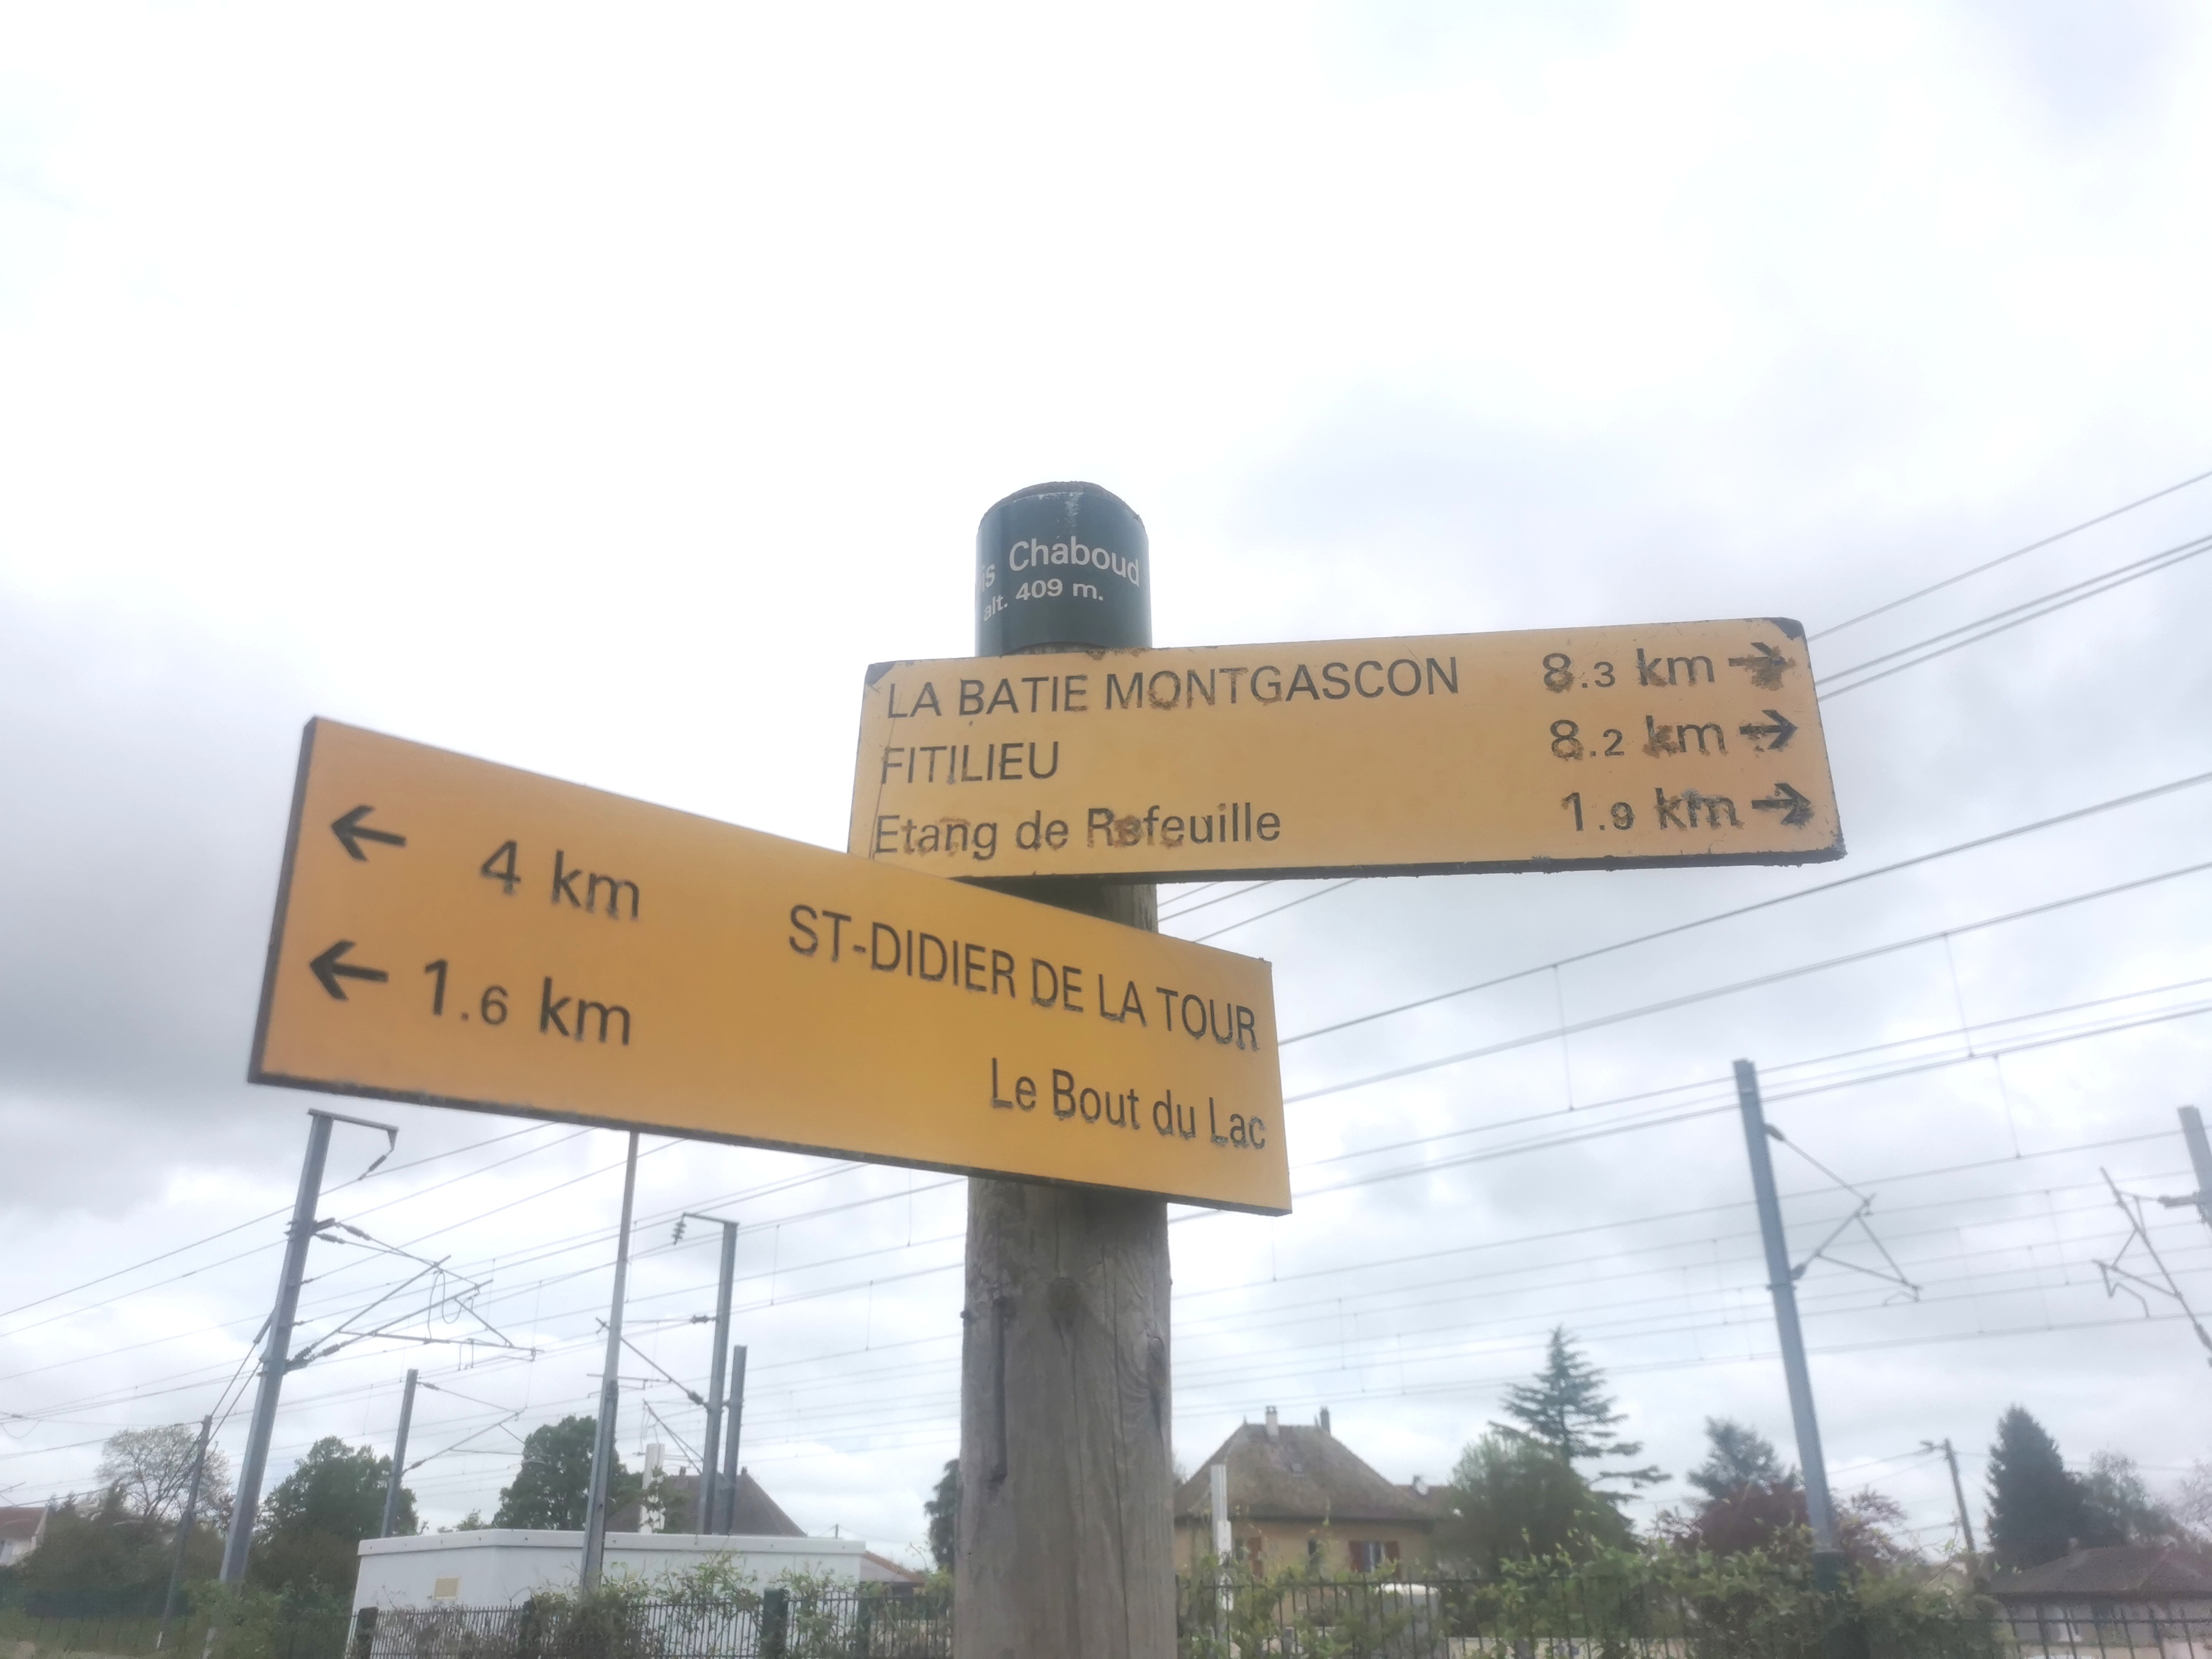 Chaboud
alt. 409 m.
LA BATIE MONTGASCON 8.3 km →
FITILIEU 8.2 km →
Etang de Rofeuille 1.9 km →
← 4 km ST-DIDIER DE LA TOUR
← 1.6 km Le Bout du Lac